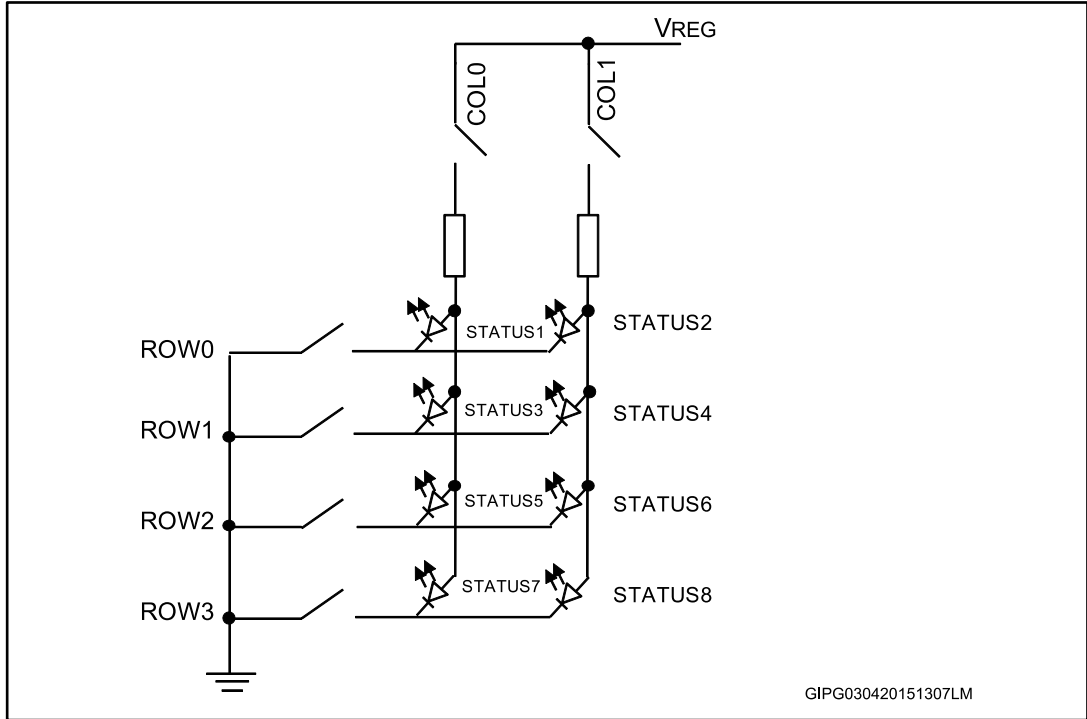 VREG
COL0
COL1
STATUS1
STATUS2
ROW0
STATUS3
STATUS4
ROW1
STATUS5
STATUS6
ROW2
STATUS7
STATUS8
ROW3
GIPG030420151307LM